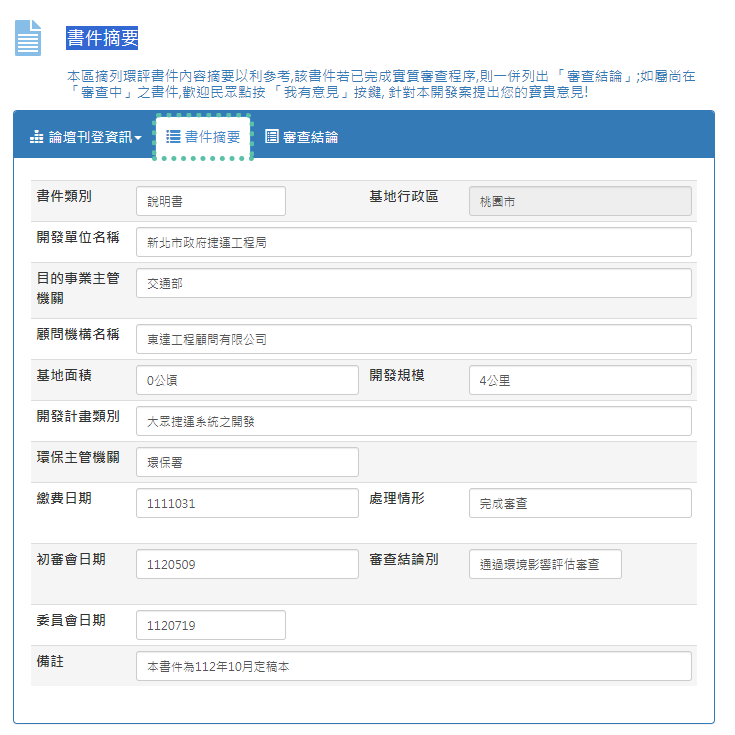 書件摘要
本區摘列環評書件內容摘要以利參考,該書件若已完成實質審查程序,則一併列出「審查結論」;如屬尚在
「審查中」之書件,歡迎民眾點按「我有意見」按鍵, 針對本開發案提出您的寶貴意見!
論壇刊登資訊 書件摘要 審查結論
書件類別 說明書 基地行政區 桃園市
開發單位名稱 新北市政府捷運工程局
目的事業主管 交通部
機關
顧問機構名稱 東達工程顧問有限公司
基地面積 0公頃 開發規模 4公里
開發計畫類別 大眾捷運系統之開發
環保主管機關 環保署
繳費日期 1111031 處理情形 完成審查
初審會日期 1120509 審查結論別 通過環境影響評估審查
委員會日期 1120719
備註 本書件為112年10月定稿本